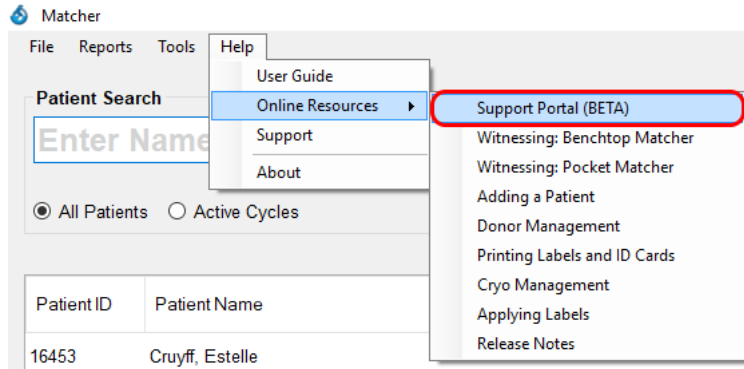 Matcher
File Reports Tools Help
User Guide
Online Resources
Support
About
Support Portal (BETA)
Witnessing: Benchtop Matcher
Witnessing: Pocket Matcher
Adding a Patient
Donor Management
Printing Labels and ID Cards
Cryo Management
Applying Labels
Release Notes
Patient Search
Enter Name
All Patients Active Cycles
Patient ID Patient Name
16453 Cruyff, Estelle